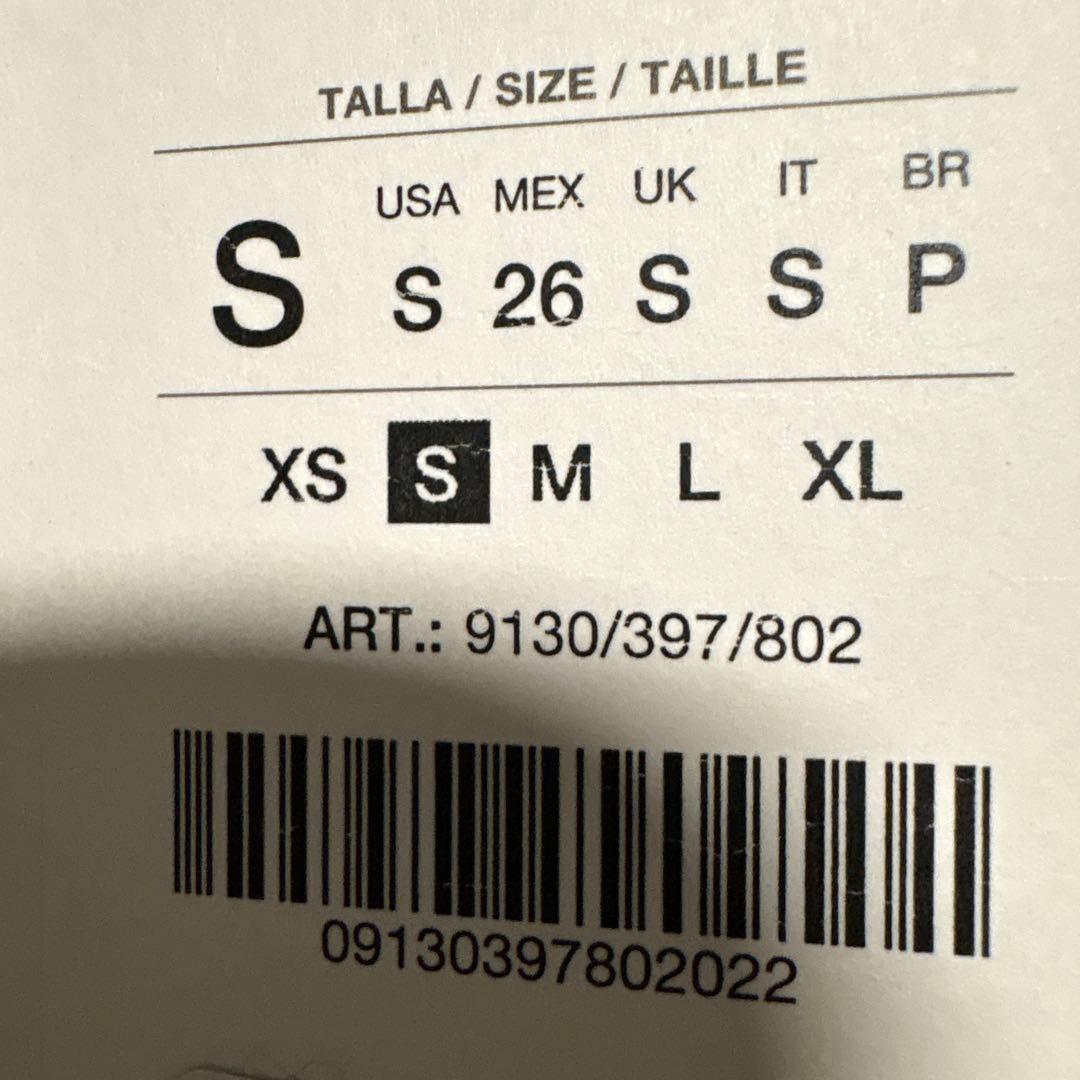 TALLA / SIZE / TAILLE
USA MEX UK IT BR
S S 26 S S P
XS S M L XL
ART.: 9130/397/802
09130397802022